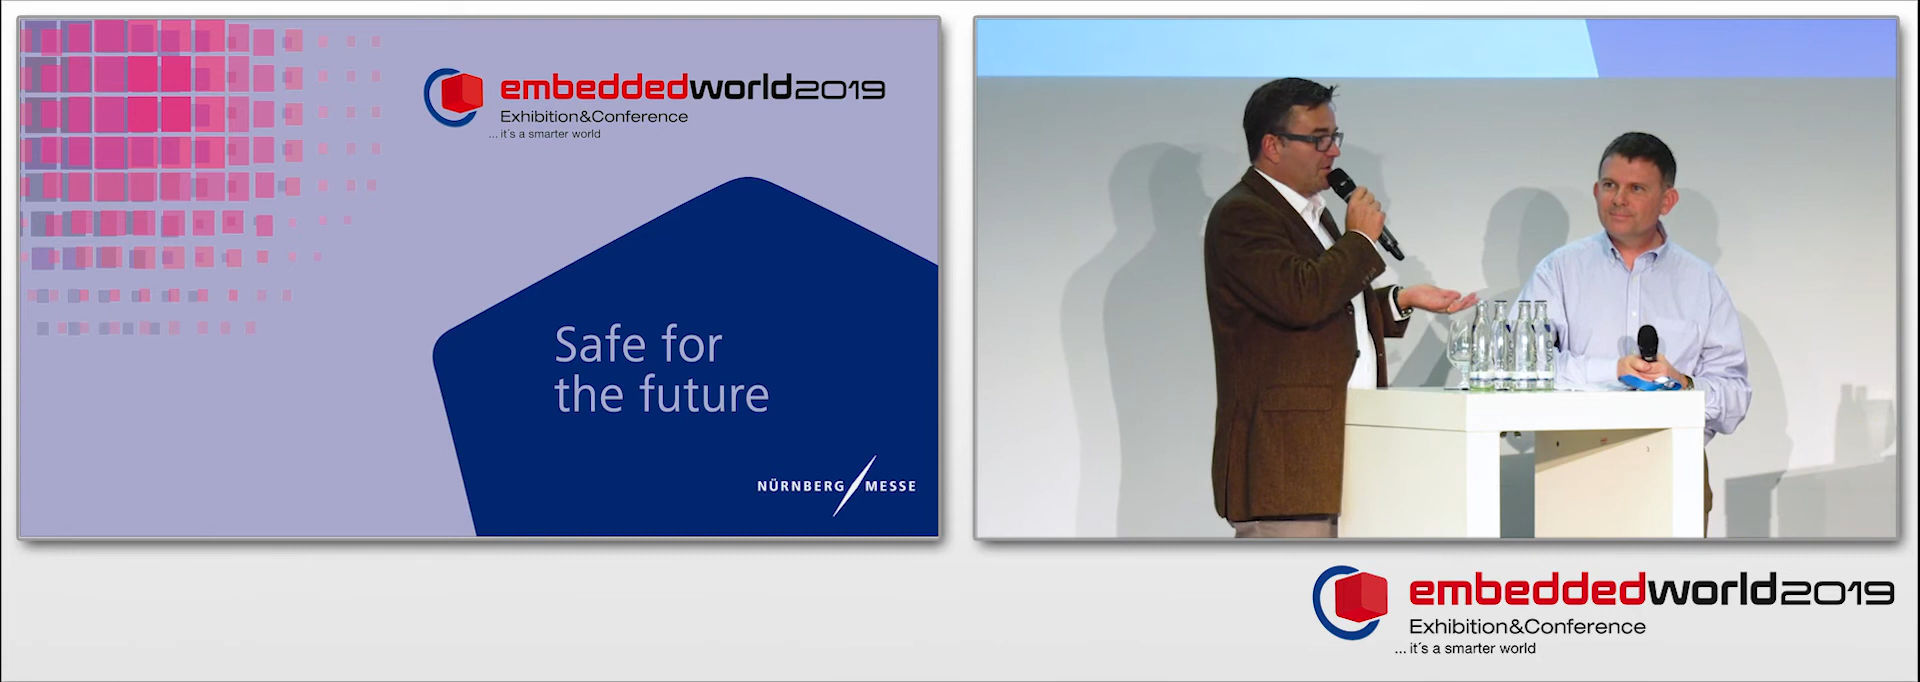 embeddedworld2019
Exhibition&Conference
... it´s a smarter world
Safe for
the future
NÜRNBERG MESSE
embeddedworld2019
Exhibition&Conference
... it´s a smarter world